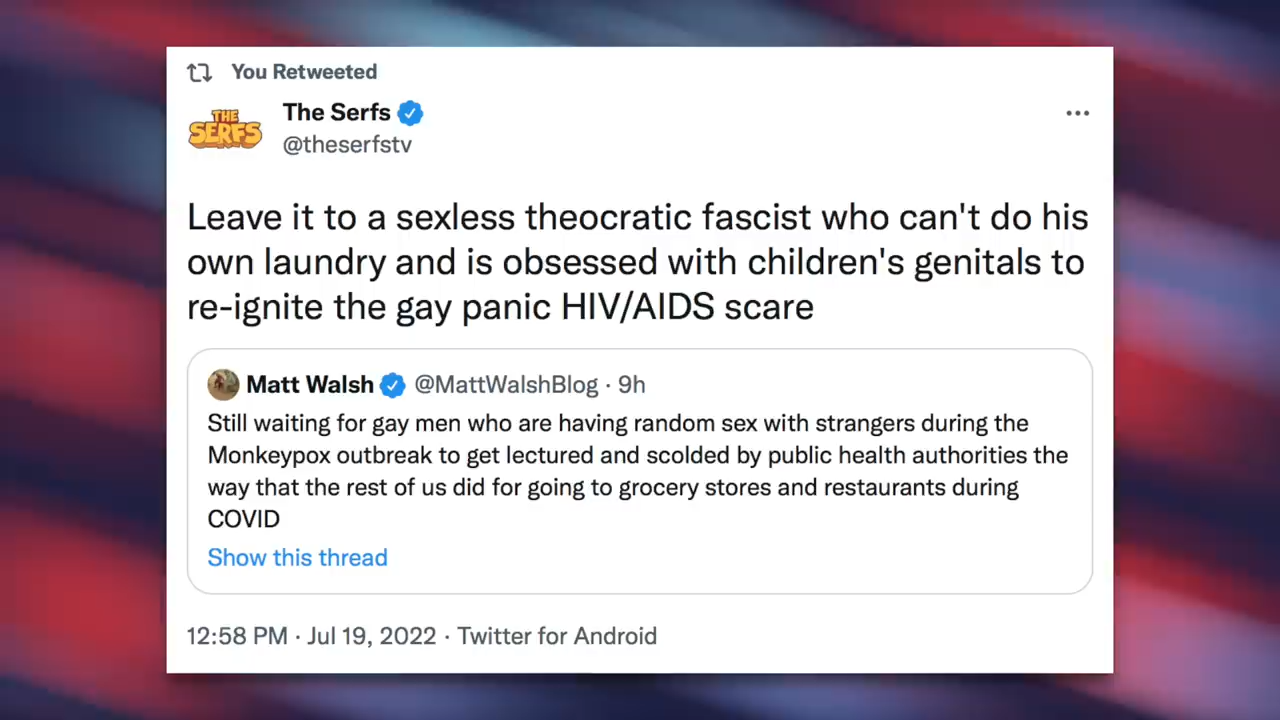 You Retweeted
THE
SERFS
The Serfs
@theserfstv
Leave it to a sexless theocratic fascist who can't do his
own laundry and is obsessed with children's genitals to
re-ignite the gay panic HIV/AIDS scare
Matt Walsh @MattWalshBlog · 9h
Still waiting for gay men who are having random sex with strangers during the
Monkeypox outbreak to get lectured and scolded by public health authorities the
way that the rest of us did for going to grocery stores and restaurants during
COVID
Show this thread
12:58 PM · Jul 19, 2022 · Twitter for Android